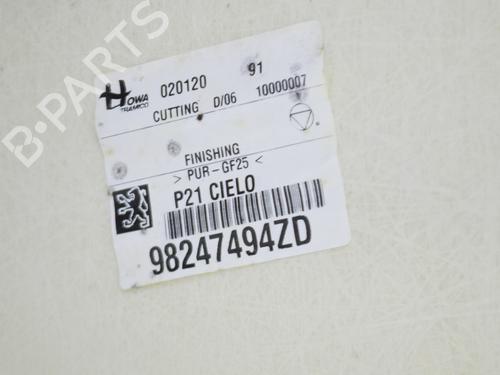 B-PARTS
HOWA 020120 91
TRAMICO
CUTTING D/06 10000007
FINISHING
> PUR-GF25 <
P21 CIELO
98247494ZD